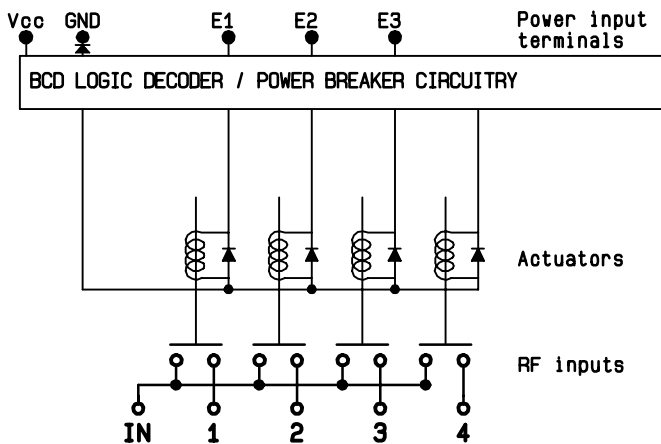 Vcc GND E1 E2 E3 Power input
terminals
BCD LOGIC DECODER / POWER BREAKER CIRCUITRY
Actuators
RF inputs
IN 1 2 3 4